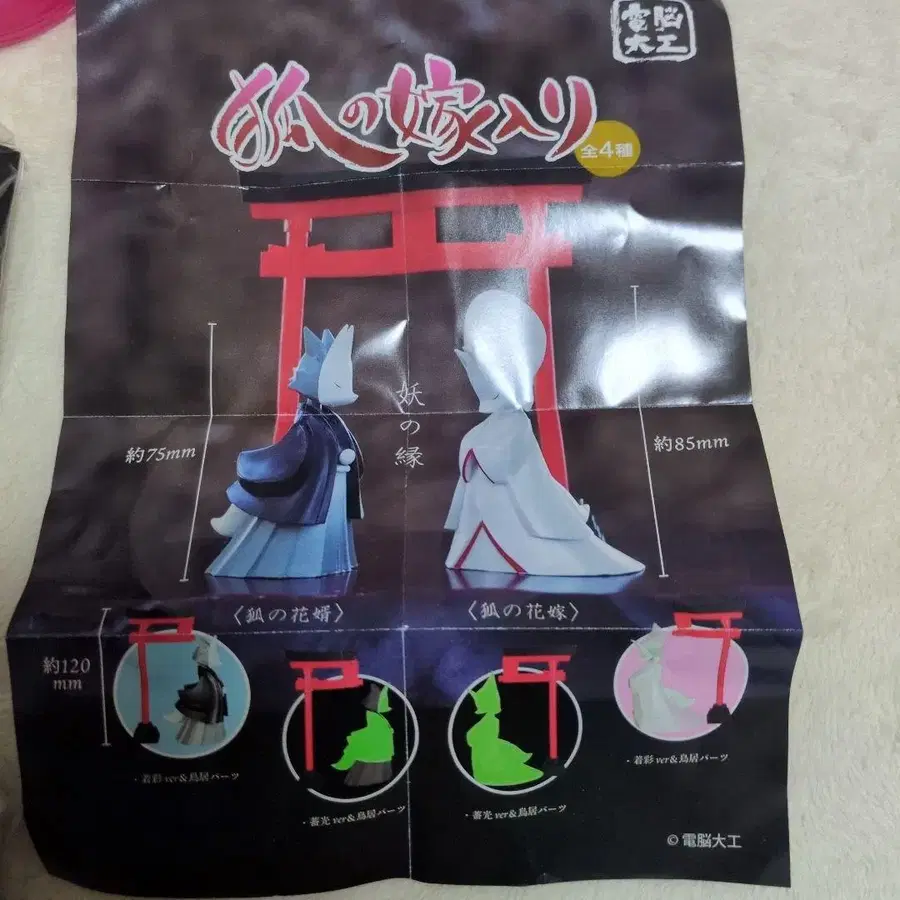 電脳
大工
狐の嫁入り
全4種
妖の縁
約75mm
約85mm
〈狐の花婿〉
〈狐の花嫁〉
約120
mm
・着彩ver&鳥居パーツ
・蓄光ver&鳥居パーツ
・蓄光ver&鳥居パーツ
・着彩ver&鳥居パーツ
© 電脳大工